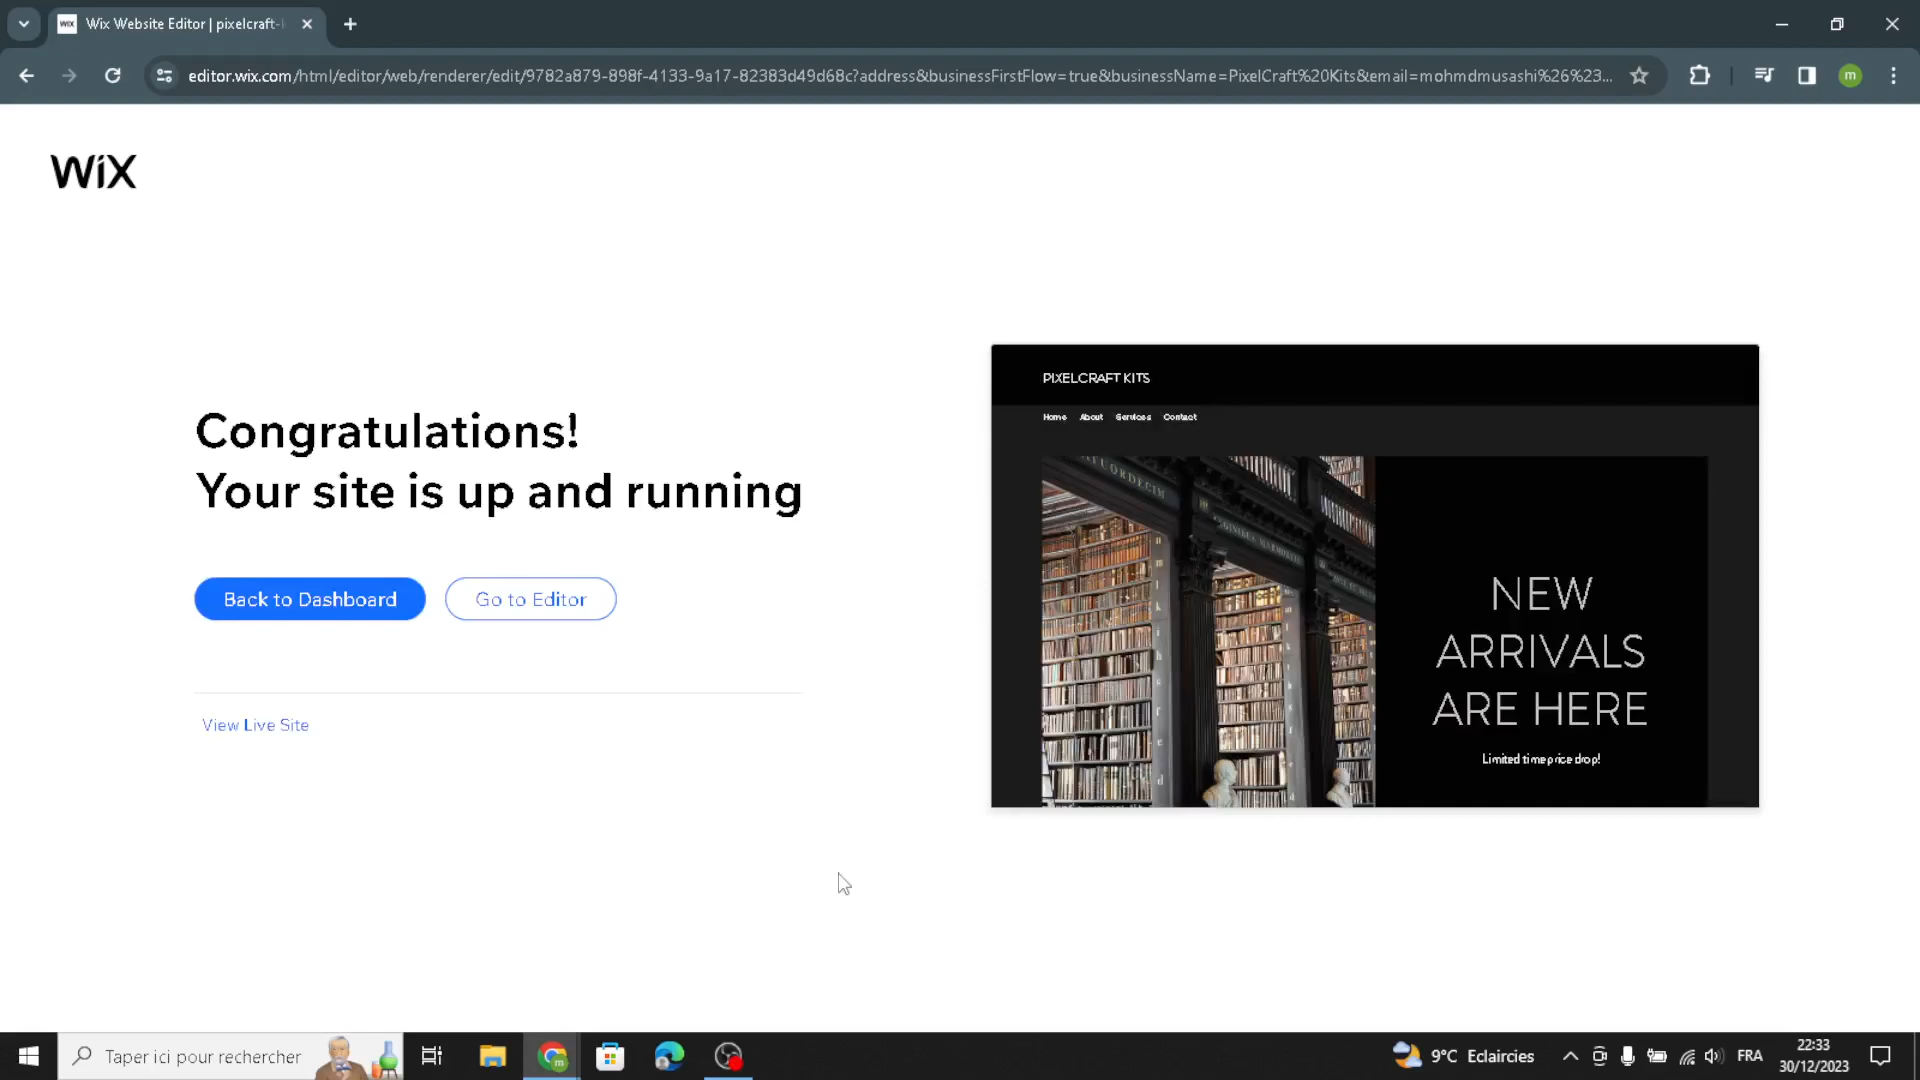 Wix Website Editor | pixelcraft-
editor.wix.com/html/editor/web/renderer/edit/9782a879-898f-4133-9a17-82383d49d68c?address&businessFirstFlow=true&businessName=PixelCraft%20Kits&email=mohmdmusashi%26%23...
m
WiX
Congratulations!
Your site is up and running
Back to Dashboard
Go to Editor
View Live Site
PIXELCRAFT KITS
Home About Services Contact
NEW
ARRIVALS
ARE HERE
Limited time price drop!
Taper ici pour rechercher
9°C Eclaircies
FRA
22:33
30/12/2023